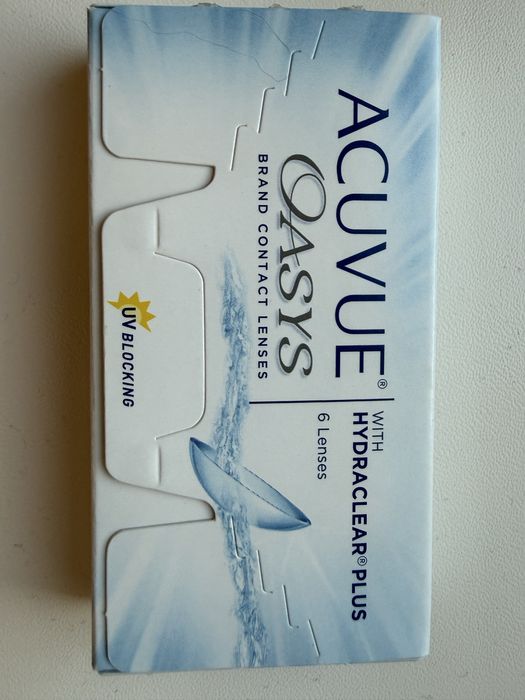 ACUVUE®
OASYS
BRAND CONTACT LENSES
WITH
HYDRACLEAR® PLUS
6 Lenses
UV BLOCKING